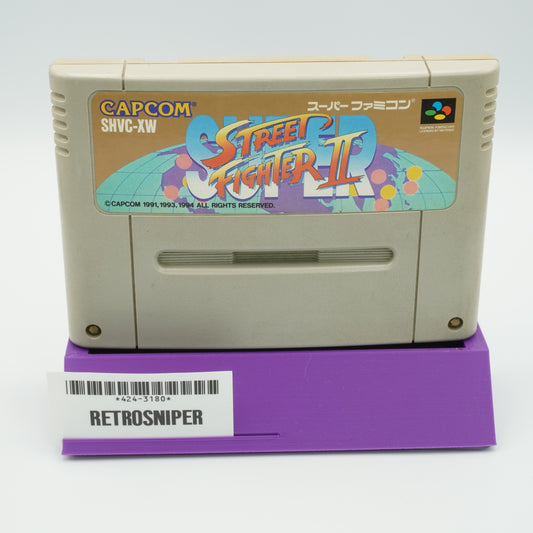 CAPCOM
SHVC-XW
スーパーファミコン
SUPER
STREET
FIGHTER II
© CAPCOM 1991, 1993, 1994 ALL RIGHTS RESERVED.
*424-3180*
RETROSNIPER